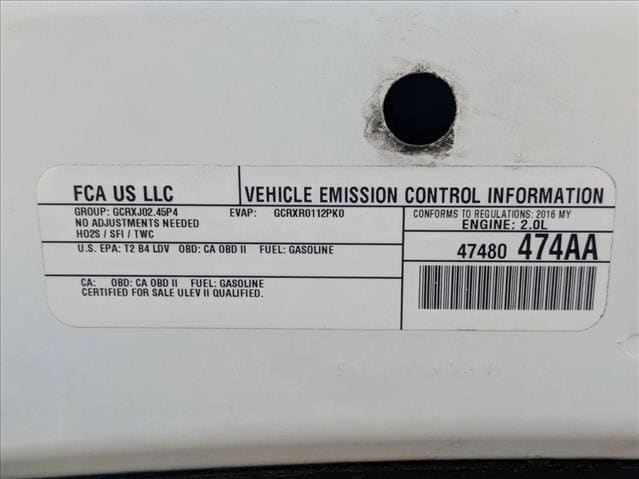 FCA US LLC
VEHICLE EMISSION CONTROL INFORMATION
GROUP: GCRXJ02.45P4 EVAP: GCRXR0112PK0
NO ADJUSTMENTS NEEDED
HO2S / SFI / TWC
CONFORMS TO REGULATIONS: 2016 MY
ENGINE: 2.0L
U.S. EPA: T2 B4 LDV OBD: CA OBD II FUEL: GASOLINE
47480 474AA
CA: OBD: CA OBD II FUEL: GASOLINE
CERTIFIED FOR SALE ULEV II QUALIFIED.